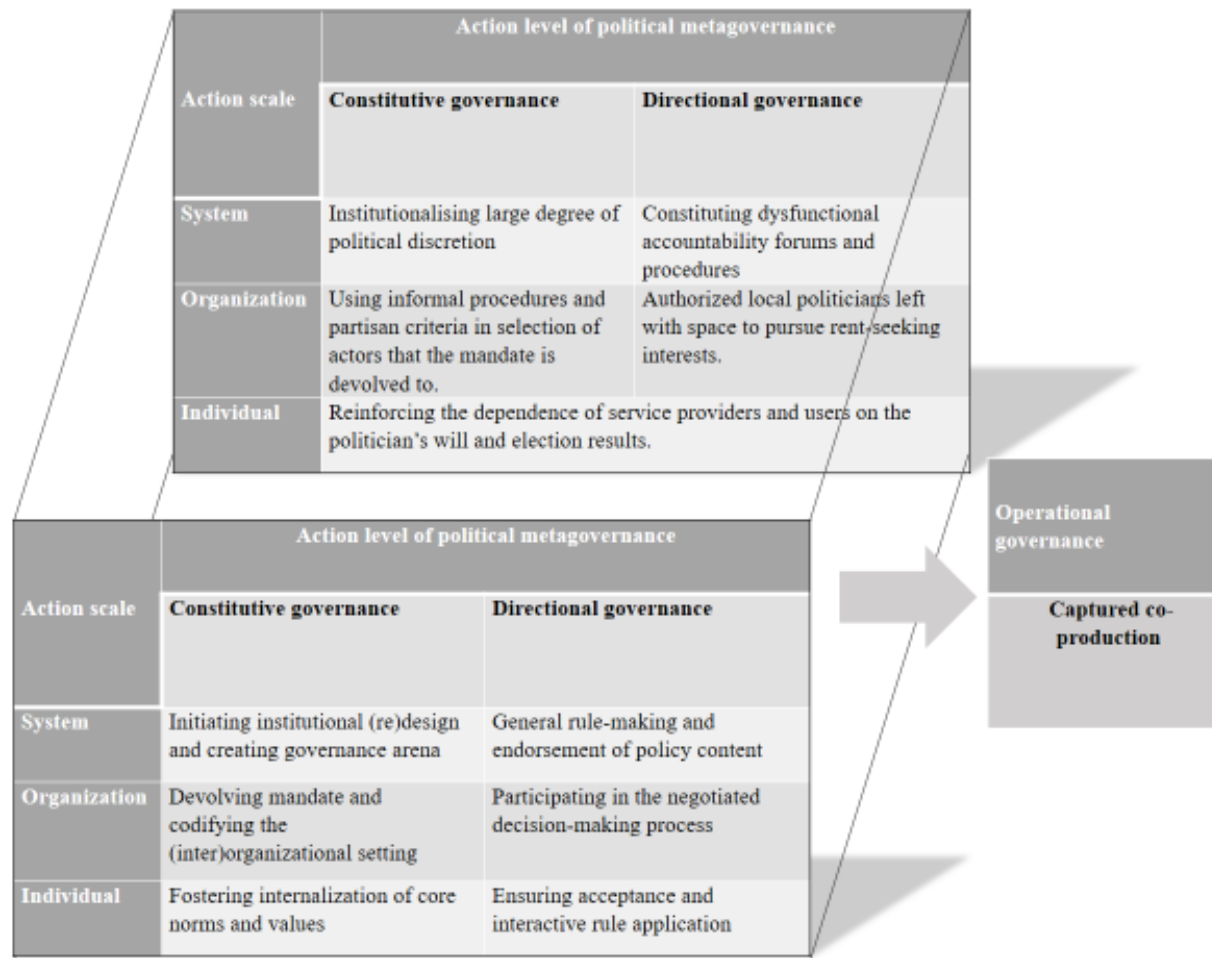 Action level of political metagovernance
Action scale
Constitutive governance
Directional governance
System
Institutionalising large degree of
political discretion
Constituting dysfunctional
accountability forums and
procedures
Organization
Using informal procedures and
partisan criteria in selection of
actors that the mandate is
devolved to.
Authorized local politicians left
with space to pursue rent-seeking
interests.
Individual
Reinforcing the dependence of service providers and users on the
politician’s will and election results.
Action level of political metagovernance
Action scale
Constitutive governance
Directional governance
System
Initiating institutional (re)design
and creating governance arena
General rule-making and
endorsement of policy content
Organization
Devolving mandate and
codifying the
(inter)organizational setting
Participating in the negotiated
decision-making process
Individual
Fostering internalization of core
norms and values
Ensuring acceptance and
interactive rule application
Operational
governance
Captured co-
production